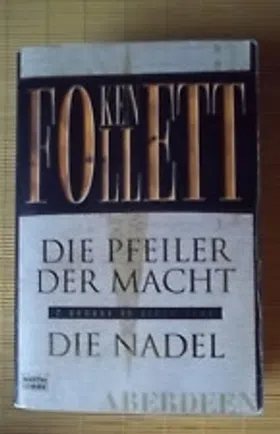 KEN
FOLLETT
DIE PFEILER
DER MACHT
DIE NADEL
ABERDEEN